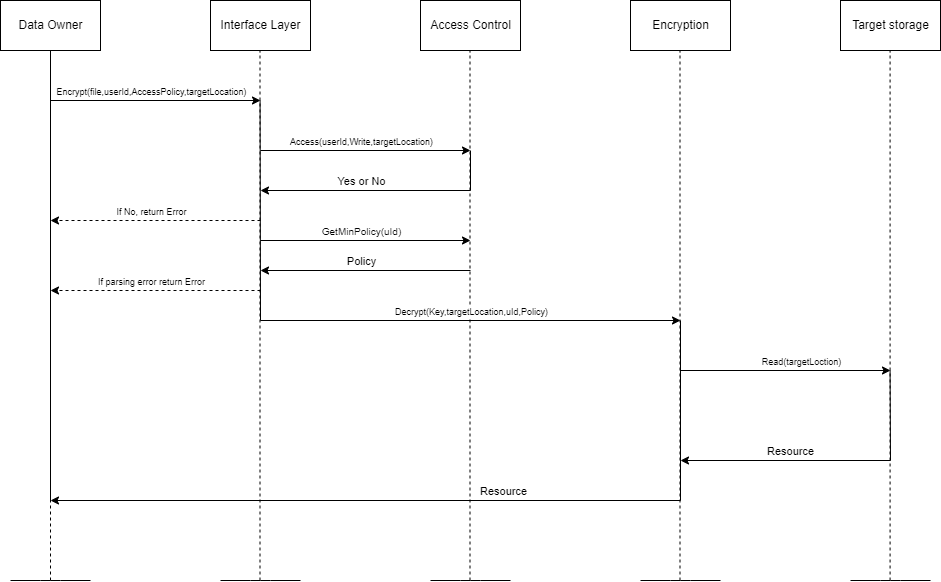 Data Owner
Interface Layer
Access Control
Encryption
Target storage
Encrypt(file,userId,AccessPolicy,targetLocation)
Access(userId,Write,targetLocation)
Yes or No
If No, return Error
GetMinPolicy(uId)
Policy
If parsing error return Error
Decrypt(Key,targetLocation,uId,Policy)
Read(targetLoction)
Resource
Resource